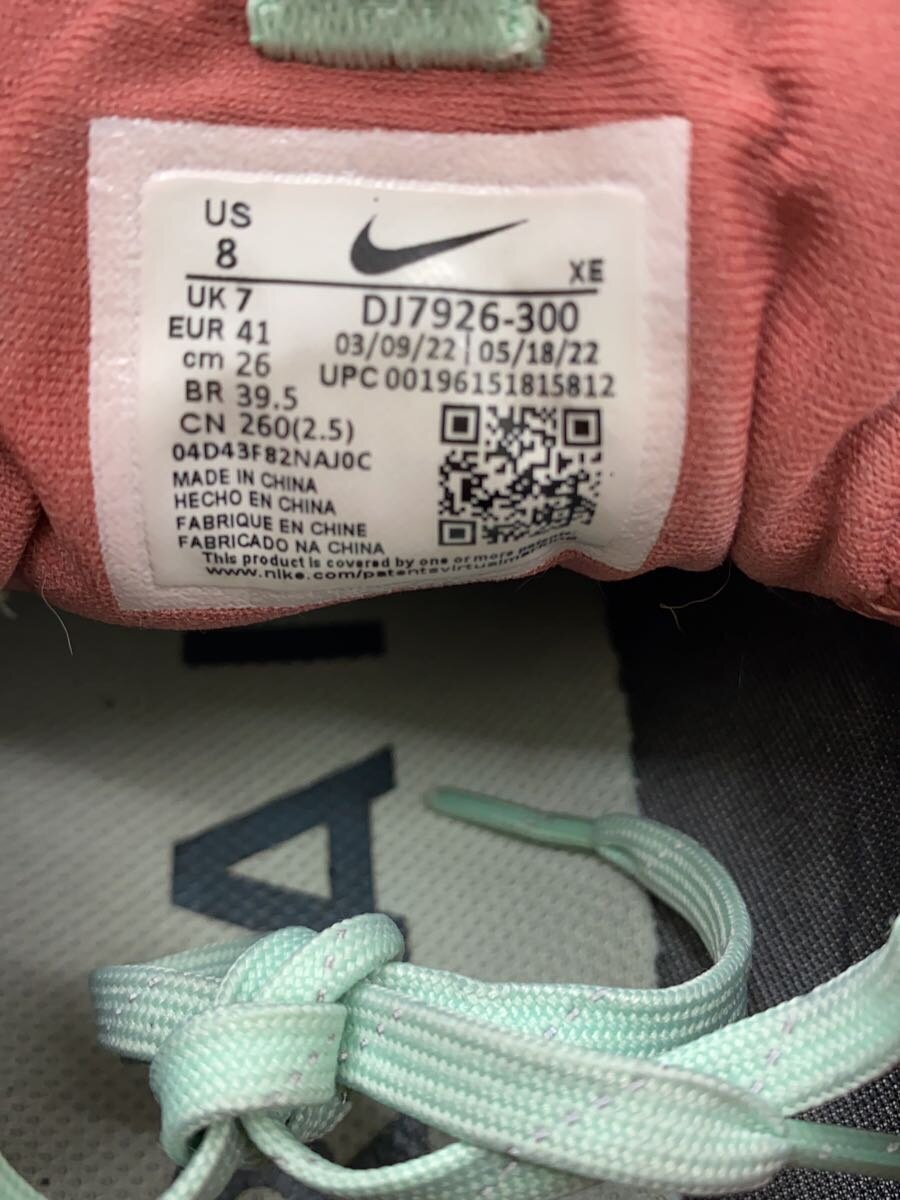 US
8
XE
UK 7
DJ7926-300
EUR 41
03/09/22 | 05/18/22
cm 26
UPC 00196151815812
BR 39.5
CN 260(2.5)
04D43F82NAJ0C
MADE IN CHINA
HECHO EN CHINA
FABRIQUE EN CHINE
FABRICADO NA CHINA
This product is covered by one or more patents.
www.nike.com/patentsvirtualmarking
A